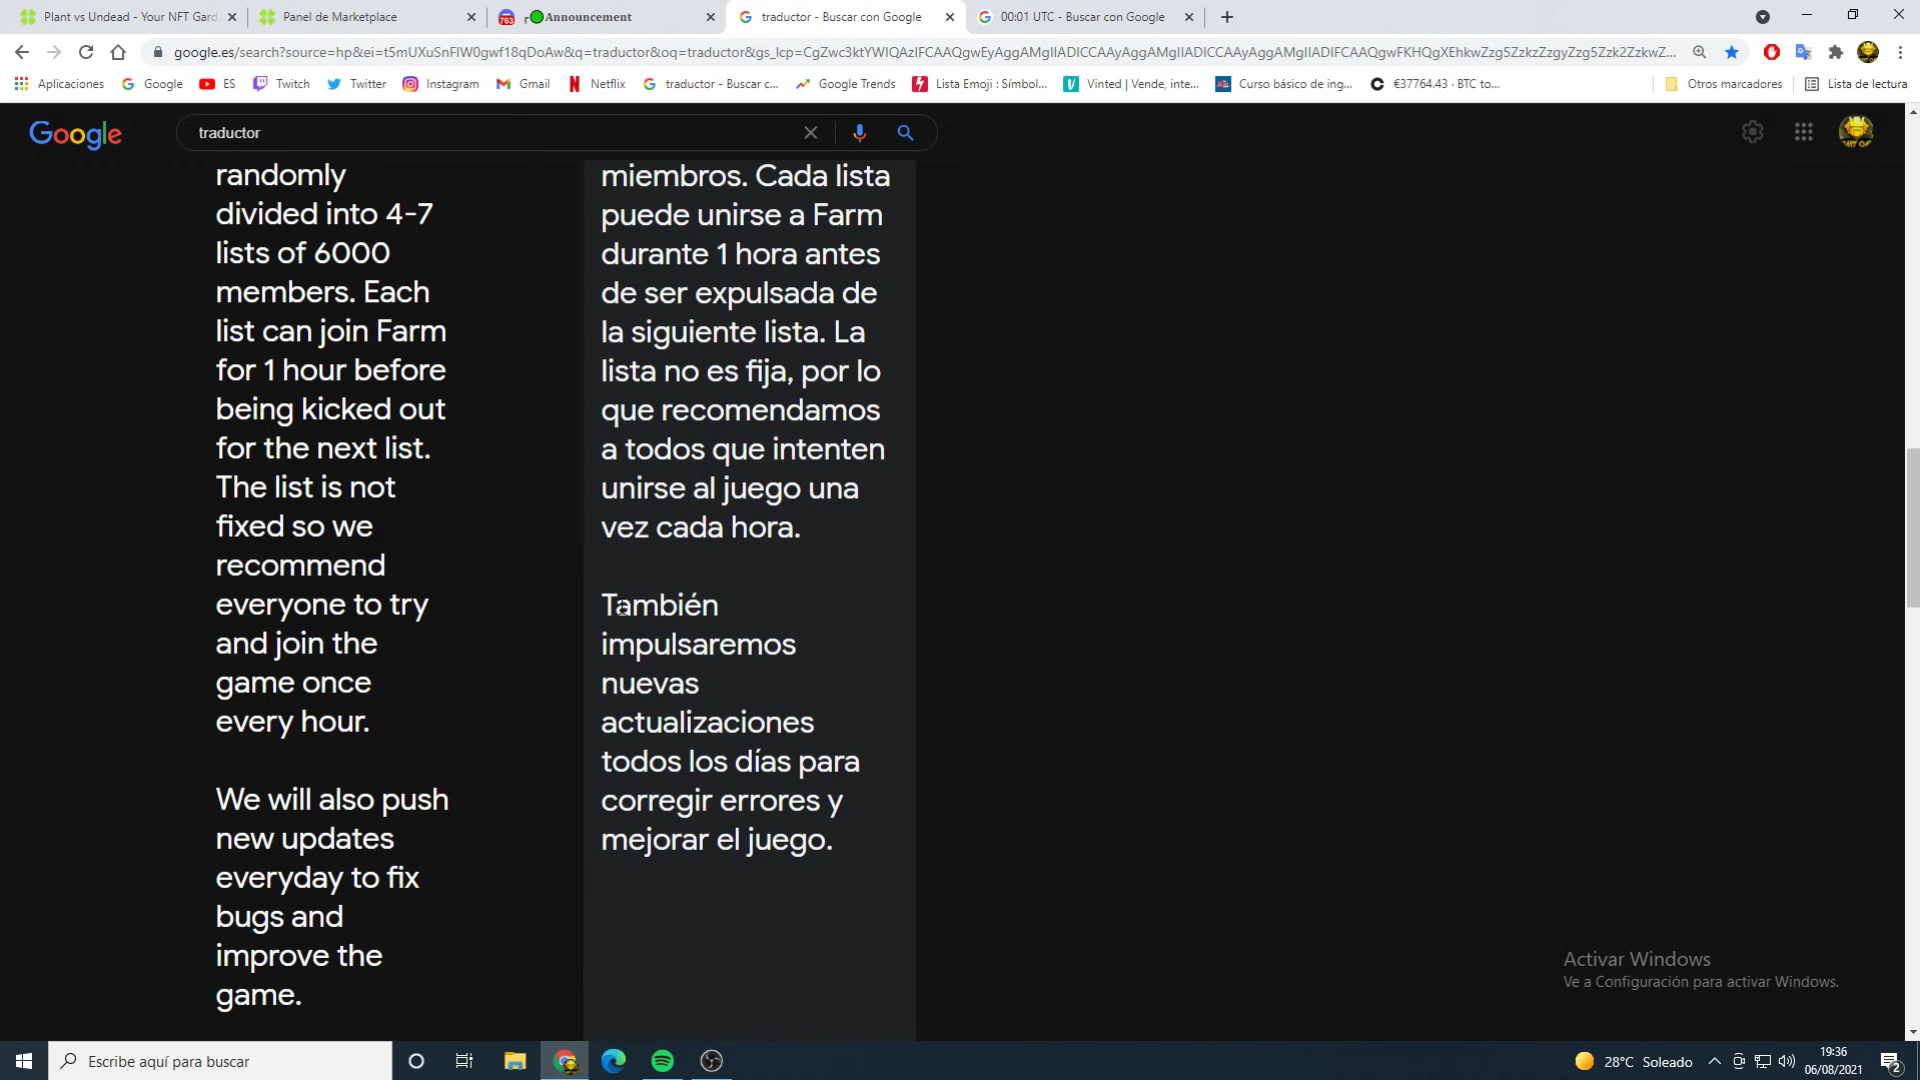 Plant vs Undead - Your NFT Gard
Panel de Marketplace
763
Announcement
traductor - Buscar con Google
00:01 UTC - Buscar con Google
google.es/search?source=hp&ei=t5mUXuSnFIW0gwf18qDoAw&q=traductor&oq=traductor&gs_lcp=CgZwc3ktYWIQAzIFCAAQgwEyAggAMgIIADICCAAyAggAMgIIADICCAAyAggAMgIIADIFCAAQgwFKHQgXEhkwZzg5ZzkzZzgyZzg5Zzk2ZzkwZ...
Aplicaciones
Google
ES
Twitch
Twitter
Instagram
Gmail
Netflix
traductor - Buscar c...
Google Trends
Lista Emoji : Símbol...
Vinted | Vende, inte...
Curso básico de ing...
€37764.43 · BTC to...
Otros marcadores
Lista de lectura
Google
traductor
randomly
divided into 4-7
lists of 6000
members. Each
list can join Farm
for 1 hour before
being kicked out
for the next list.
The list is not
fixed so we
recommend
everyone to try
and join the
game once
every hour.
We will also push
new updates
everyday to fix
bugs and
improve the
game.
miembros. Cada lista
puede unirse a Farm
durante 1 hora antes
de ser expulsada de
la siguiente lista. La
lista no es fija, por lo
que recomendamos
a todos que intenten
unirse al juego una
vez cada hora.
También
impulsaremos
nuevas
actualizaciones
todos los días para
corregir errores y
mejorar el juego.
Activar Windows
Ve a Configuración para activar Windows.
Escribe aquí para buscar
28°C Soleado
19:36
06/08/2021
2